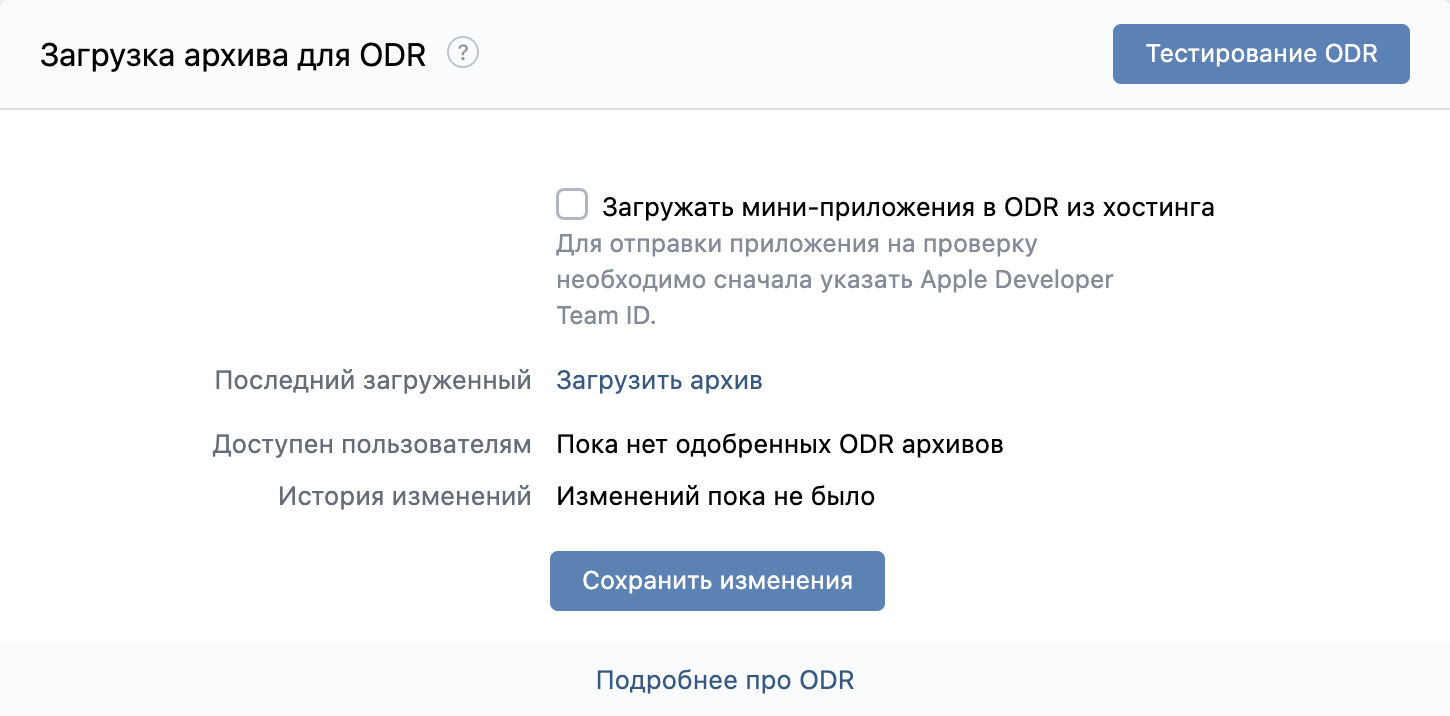 Загрузка архива для ODR ?
Тестирование ODR
Загружать мини-приложения в ODR из хостинга
Для отправки приложения на проверку
необходимо сначала указать Apple Developer
Team ID.
Последний загруженный Загрузить архив
Доступен пользователям Пока нет одобренных ODR архивов
История изменений Изменений пока не было
Сохранить изменения
Подробнее про ODR